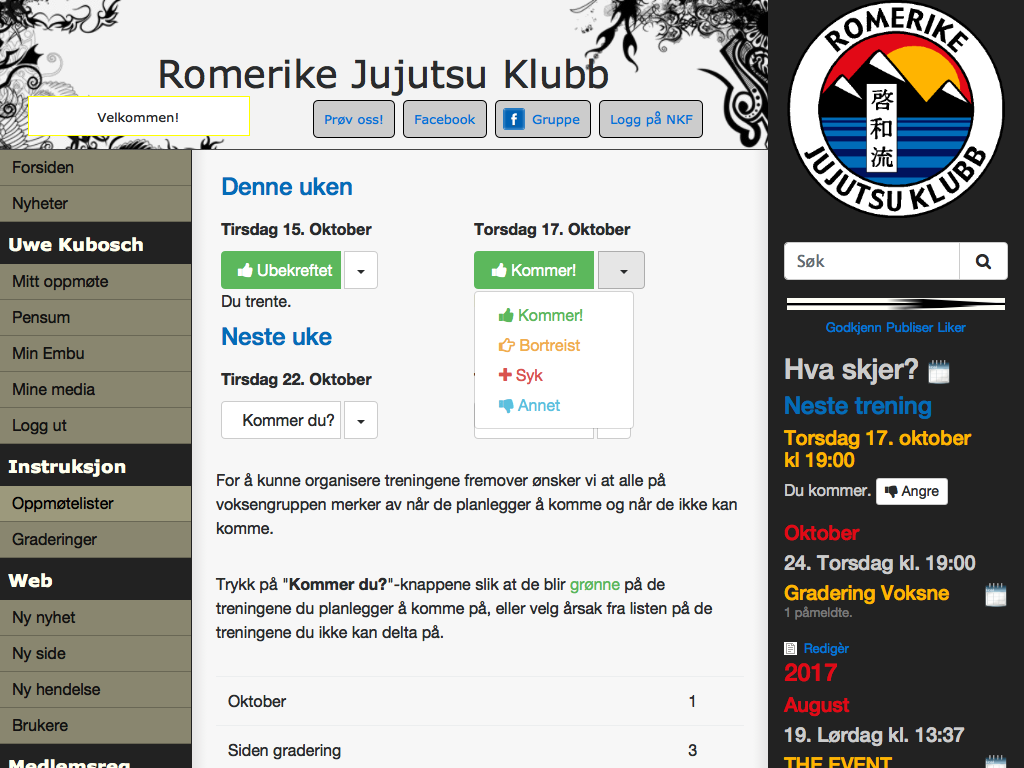 Romerike Jujutsu Klubb
Velkommen!
Prøv oss!
Facebook
Gruppe
Logg på NKF
ROMERIKE
啓和流
JUJUTSU KLUBB
Forsiden
Nyheter
Uwe Kubosch
Mitt oppmøte
Pensum
Min Embu
Mine media
Logg ut
Instruksjon
Oppmøtelister
Graderinger
Web
Ny nyhet
Ny side
Ny hendelse
Brukere
Medlemsreg
Denne uken
Tirsdag 15. Oktober
Ubekreftet
Du trente.
Torsdag 17. Oktober
Kommer!
Kommer!
Bortreist
Syk
Annet
Neste uke
Tirsdag 22. Oktober
Kommer du?
For å kunne organisere treningene fremover ønsker vi at alle på
voksengruppen merker av når de planlegger å komme og når de ikke kan
komme.
Trykk på "Kommer du?"-knappene slik at de blir grønne på de
treningene du planlegger å komme på, eller velg årsak fra listen på de
treningene du ikke kan delta på.
Oktober 1
Siden gradering 3
Søk
Godkjenn Publiser Liker
Hva skjer?
Neste trening
Torsdag 17. oktober
kl 19:00
Du kommer. Angre
Oktober
24. Torsdag kl. 19:00
Gradering Voksne
1 påmeldte.
Redigèr
2017
August
19. Lørdag kl. 13:37
THE EVENT